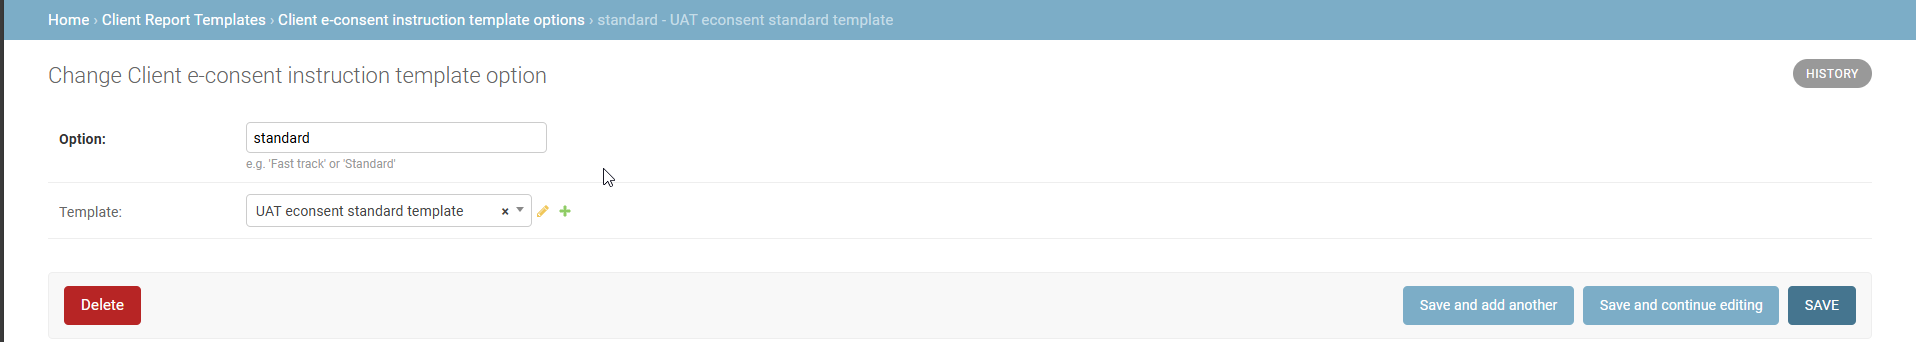 Home › Client Report Templates › Client e-consent instruction template options › standard - UAT econsent standard template
Change Client e-consent instruction template option
HISTORY
Option:
standard
e.g. 'Fast track' or 'Standard'
Template:
UAT econsent standard template
Delete
Save and add another
Save and continue editing
SAVE